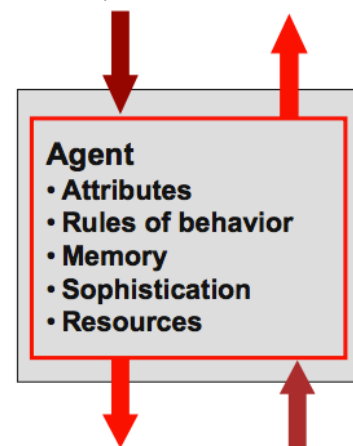 Agent
• Attributes
• Rules of behavior
• Memory
• Sophistication
• Resources